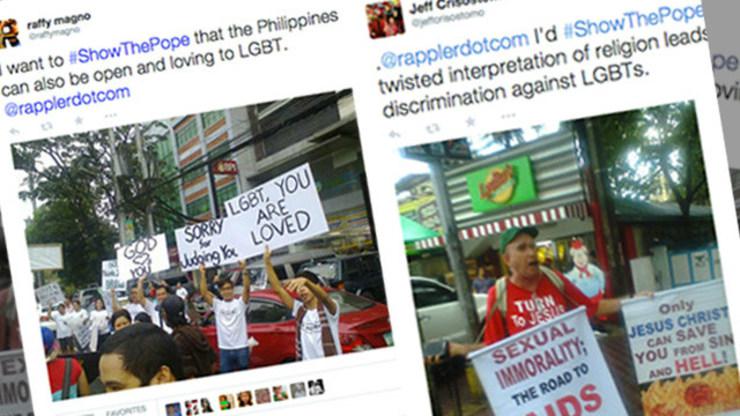 raffy magno
@raffymagno
I want to #ShowThePope that the Philippines
can also be open and loving to LGBT.
@rapplerdotcom
GOD
YOU
SORRY
for
Judging You
LGBT, YOU
ARE
LOVED
FAVORITES
Jeff
@jeffcrisostomo
.@rapplerdotcom I'd #ShowThePope
twisted interpretation of religion leads
discrimination against LGBTs.
TURN
TO JESUS
SEXUAL
IMMORALITY;
THE ROAD TO
Only
JESUS CHRIST
CAN SAVE
YOU FROM SIN
AND HELL!